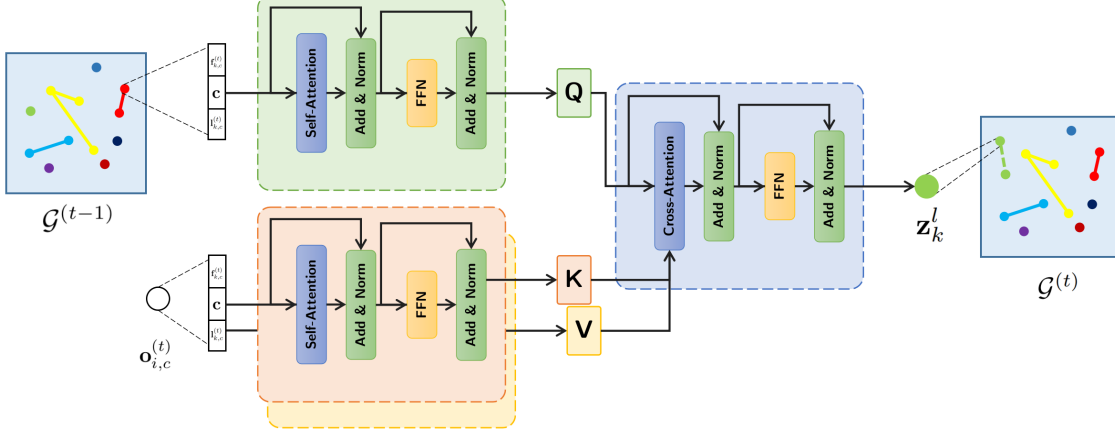 f_{k,c}^{(t)}
c
l_{k,c}^{(t)}
𝒢^{(t−1)}
Self-Attention
Add & Norm
FFN
Add & Norm
Q
Cross-Attention
Add & Norm
FFN
Add & Norm
z_k^l
𝒢^{(t)}
f_{k,c}^{(t)}
c
l_{k,c}^{(t)}
o_{i,c}^{(t)}
Self-Attention
Add & Norm
FFN
Add & Norm
K
V